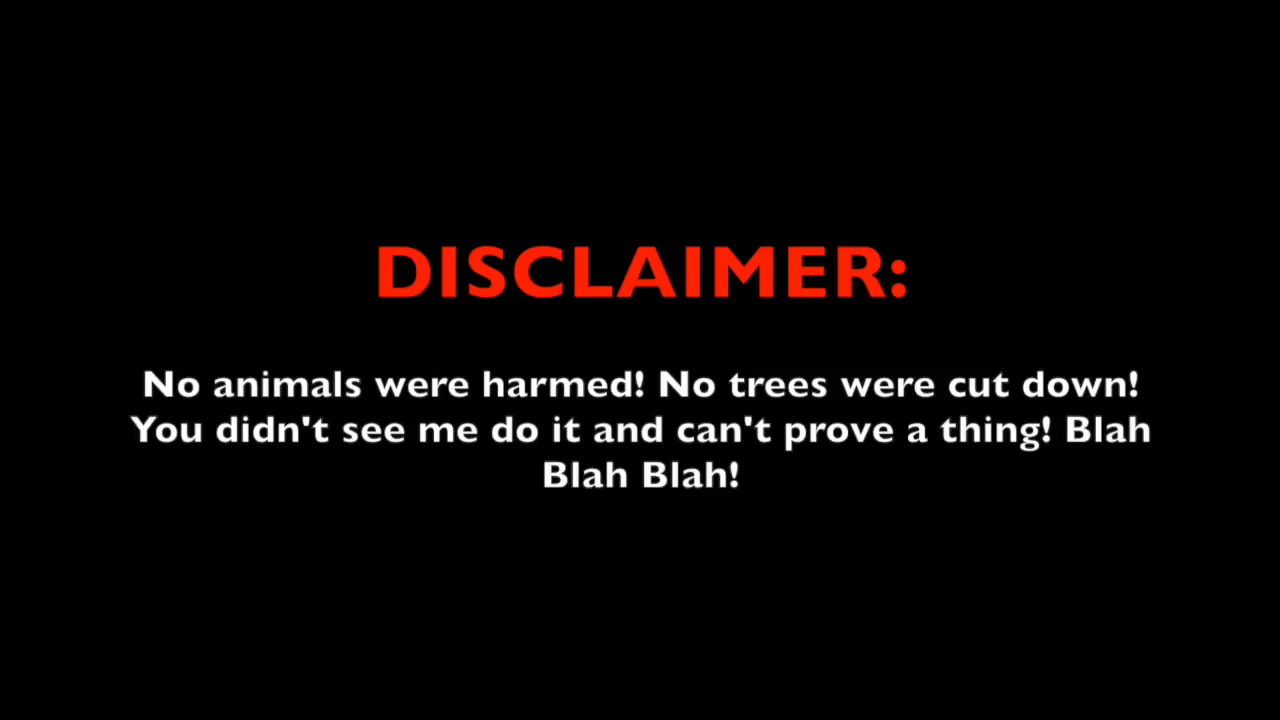 DISCLAIMER:
No animals were harmed! No trees were cut down!
You didn't see me do it and can't prove a thing! Blah
Blah Blah!